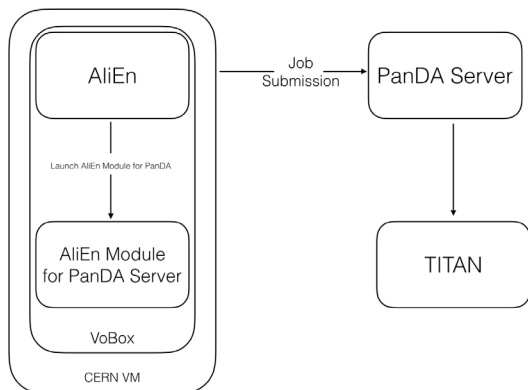 AliEn
Job
Submission
PanDA Server
Launch AliEn Module for PanDA
AliEn Module
for PanDA Server
TITAN
VoBox
CERN VM